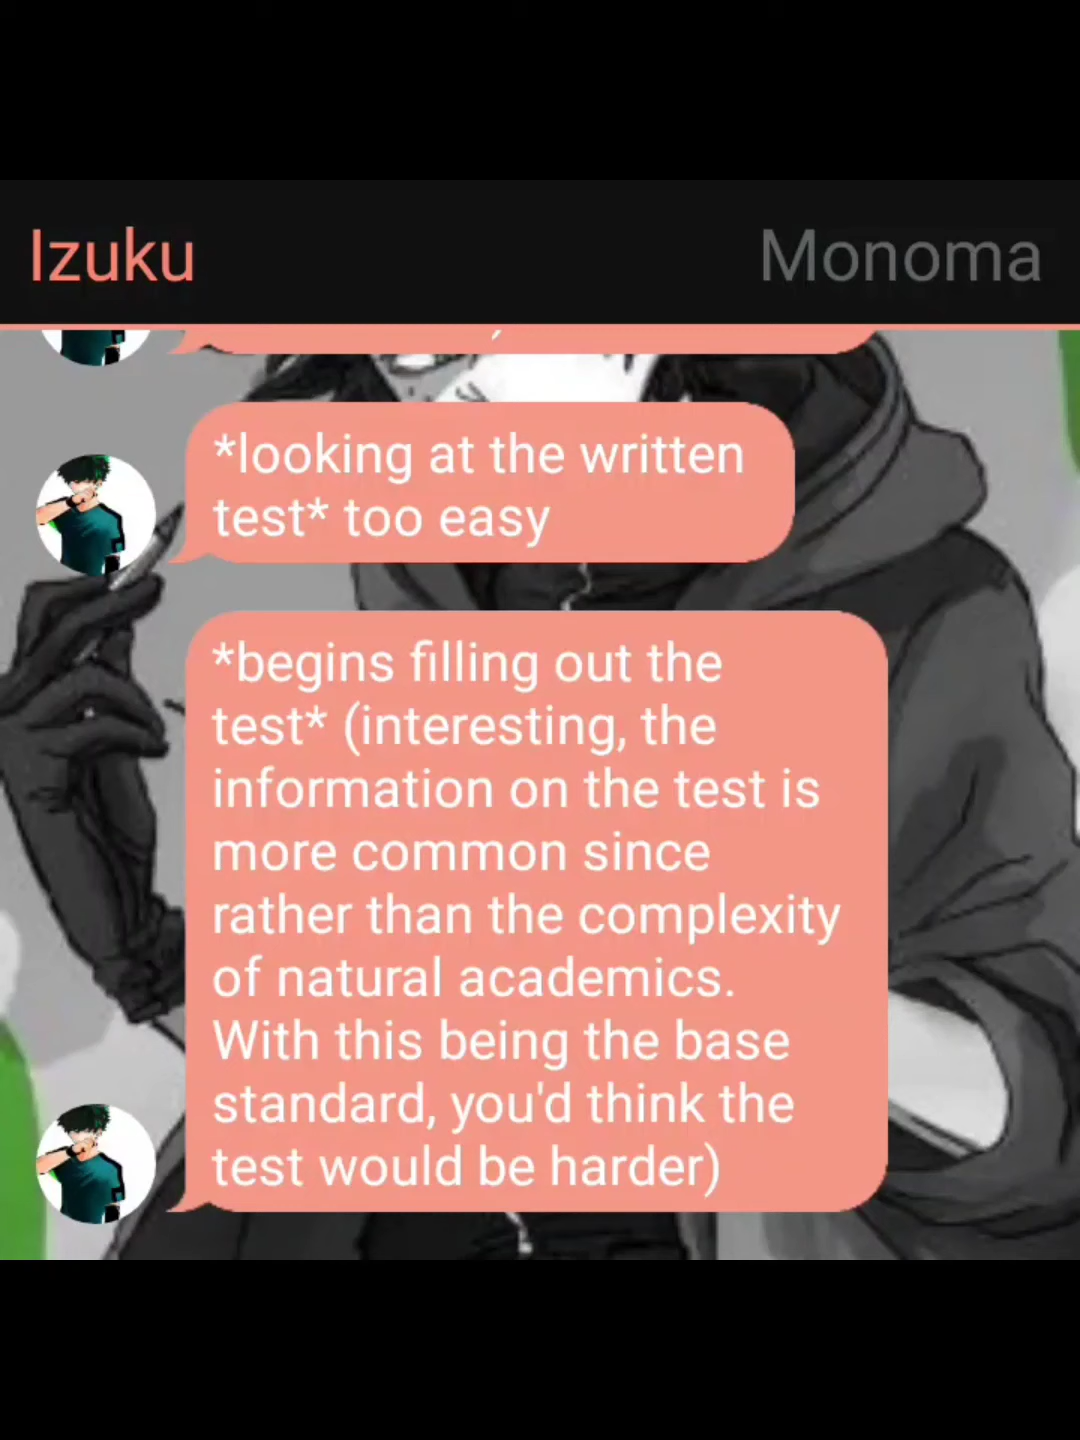 Izuku
Monoma
*looking at the written
test* too easy
*begins filling out the
test* (interesting, the
information on the test is
more common since
rather than the complexity
of natural academics.
With this being the base
standard, you'd think the
test would be harder)